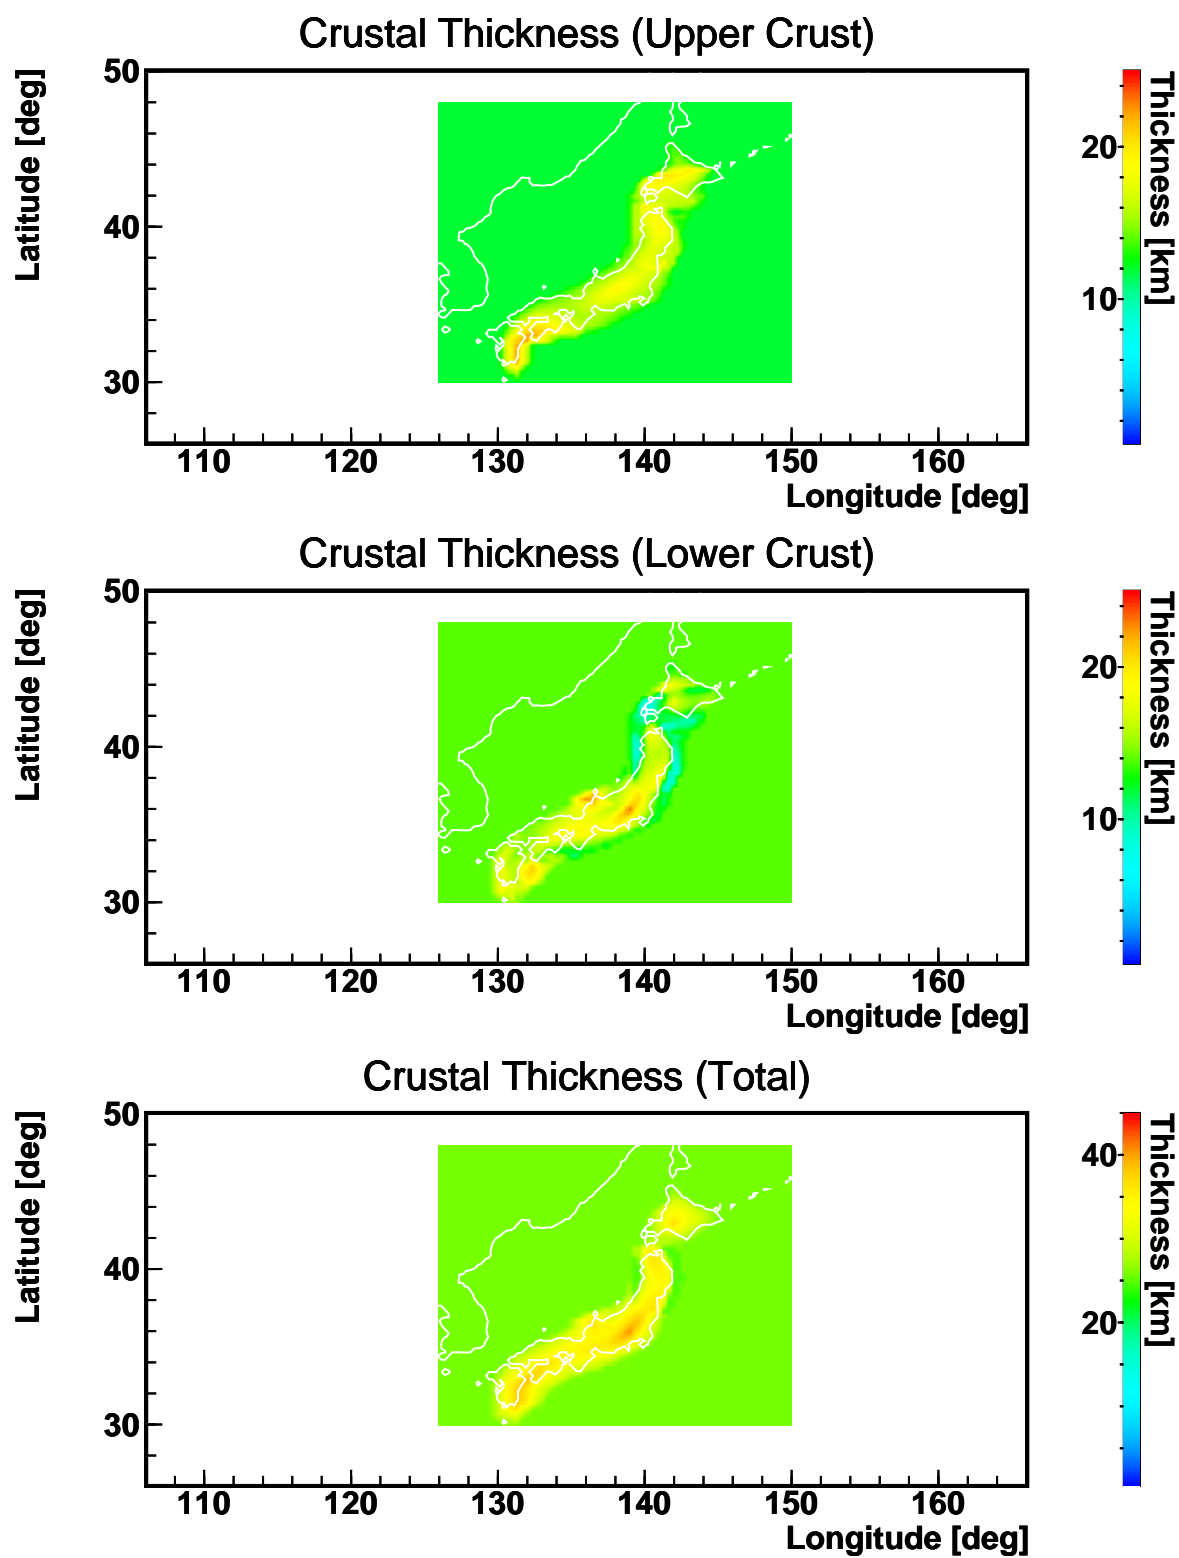 Crustal Thickness (Upper Crust)
Latitude [deg]
50
40
30
110 120 130 140 150 160
Longitude [deg]
20
10
Thickness [km]
Crustal Thickness (Lower Crust)
Latitude [deg]
50
40
30
110 120 130 140 150 160
Longitude [deg]
20
10
Thickness [km]
Crustal Thickness (Total)
Latitude [deg]
50
40
30
110 120 130 140 150 160
Longitude [deg]
40
20
Thickness [km]